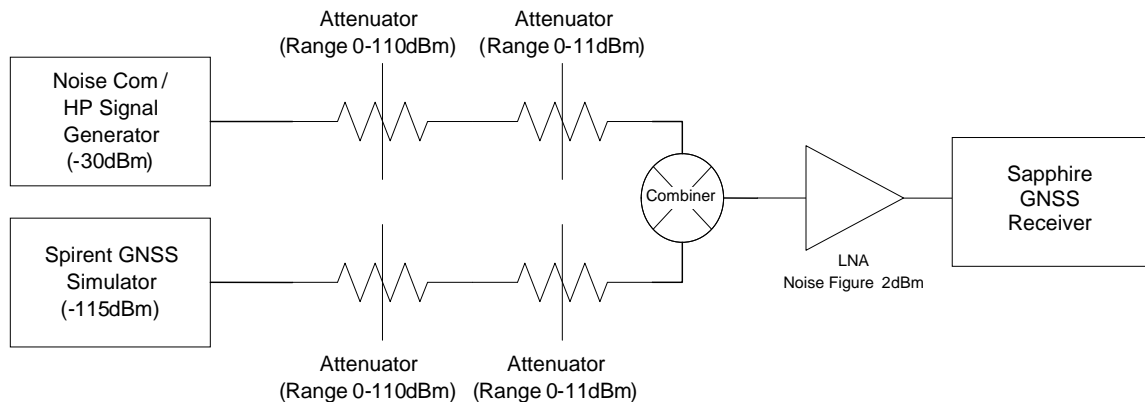 Attenuator
(Range 0-110dBm)
Attenuator
(Range 0-11dBm)
Noise Com /
HP Signal
Generator
(-30dBm)
Combiner
Sapphire
GNSS
Receiver
Spirent GNSS
Simulator
(-115dBm)
LNA
Noise Figure 2dBm
Attenuator
(Range 0-110dBm)
Attenuator
(Range 0-11dBm)